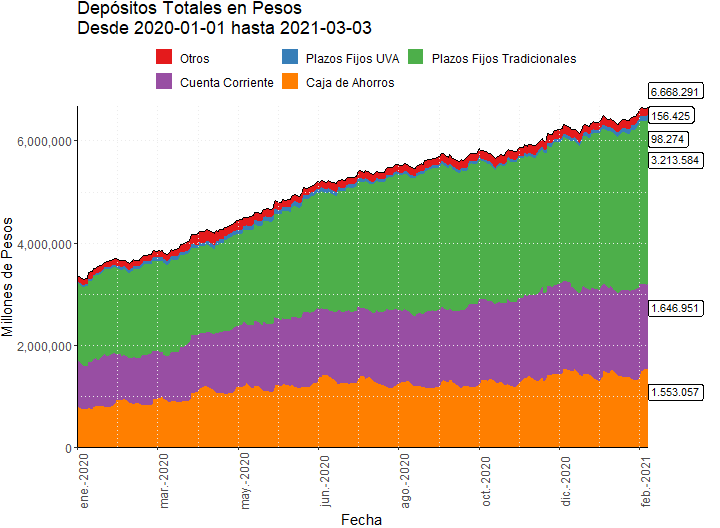 Depósitos Totales en Pesos
Desde 2020-01-01 hasta 2021-03-03
Otros
Plazos Fijos UVA
Plazos Fijos Tradicionales
Cuenta Corriente
Caja de Ahorros
6.668.291
156.425
98.274
3.213.584
1.646.951
1.553.057
Millones de Pesos
6,000,000
4,000,000
2,000,000
0
ene.-2020
mar.-2020
may.-2020
jun.-2020
ago.-2020
oct.-2020
dic.-2020
feb.-2021
Fecha